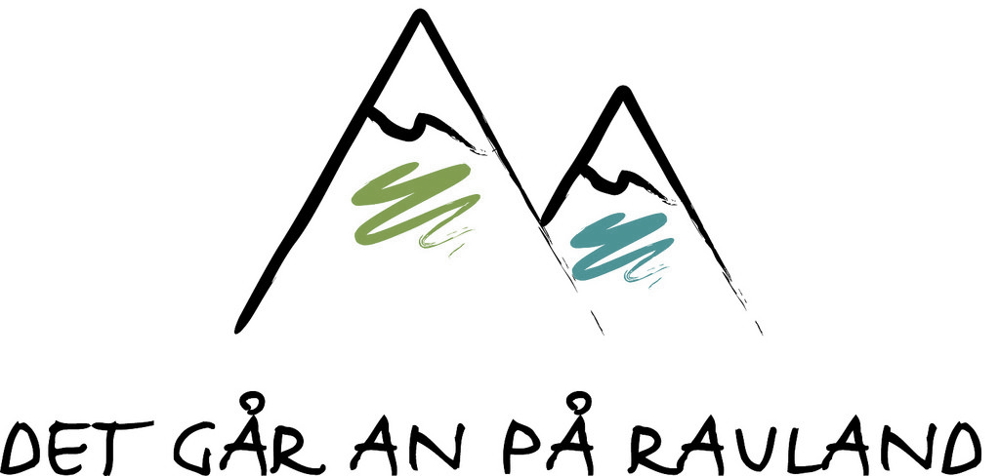 DET GÅR AN PÅ RAULAND